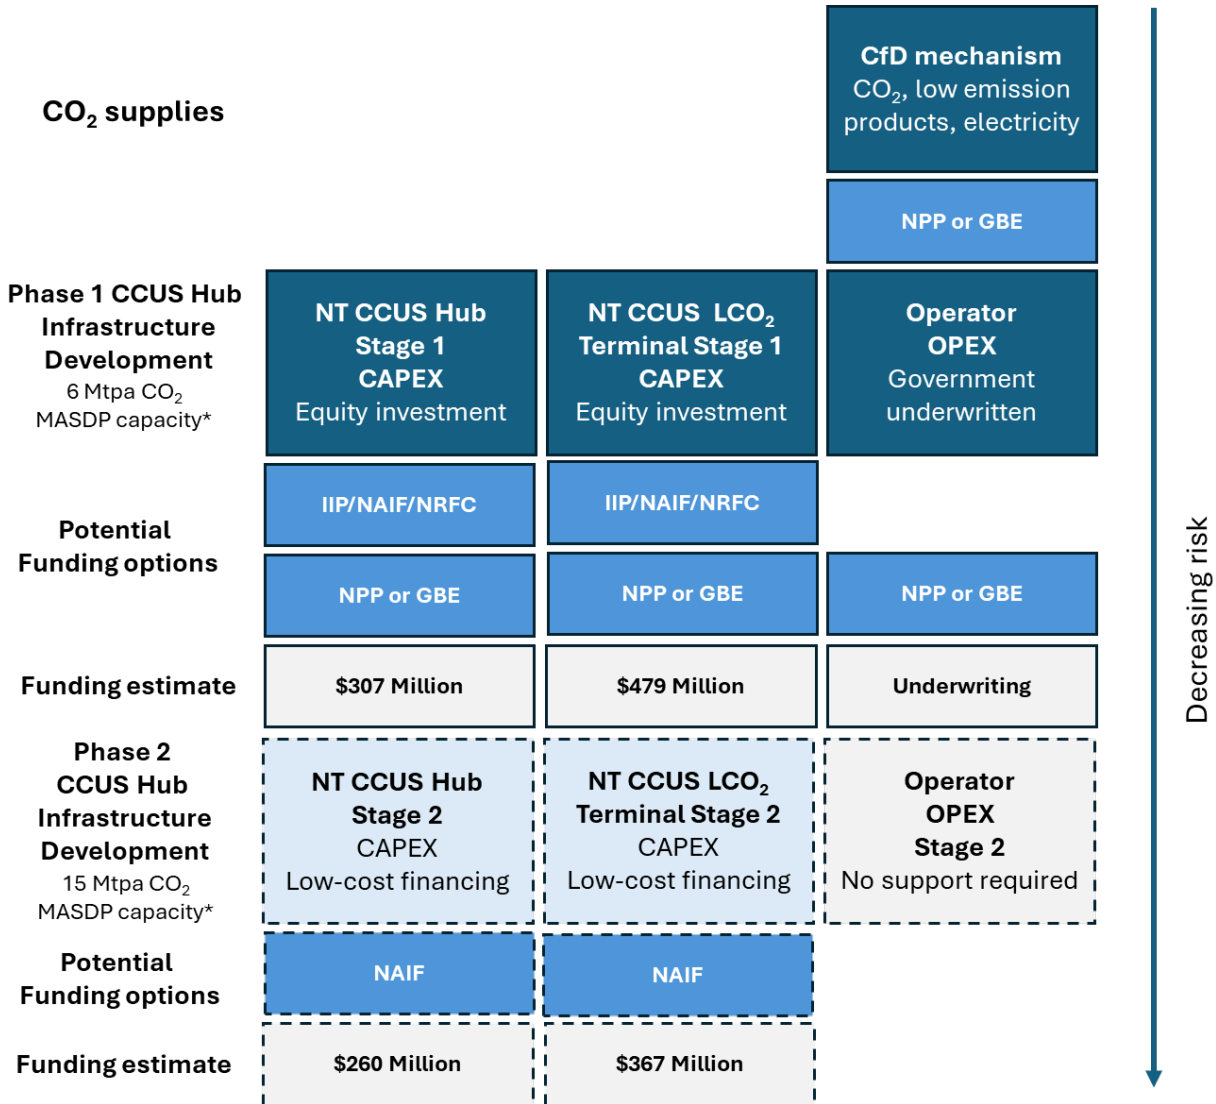 CO₂ supplies
CfD mechanism
CO₂, low emission
products, electricity
NPP or GBE
Phase 1 CCUS Hub
Infrastructure
Development
6 Mtpa CO₂
MASDP capacity*
NT CCUS Hub
Stage 1
CAPEX
Equity investment
NT CCUS LCO₂
Terminal Stage 1
CAPEX
Equity investment
Operator
OPEX
Government
underwritten
Potential
Funding options
IIP/NAIF/NRFC
IIP/NAIF/NRFC
NPP or GBE
NPP or GBE
NPP or GBE
Funding estimate
$307 Million
$479 Million
Underwriting
Phase 2
CCUS Hub
Infrastructure
Development
15 Mtpa CO₂
MASDP capacity*
NT CCUS Hub
Stage 2
CAPEX
Low-cost financing
NT CCUS LCO₂
Terminal Stage 2
CAPEX
Low-cost financing
Operator
OPEX
Stage 2
No support required
Potential
Funding options
NAIF
NAIF
Funding estimate
$260 Million
$367 Million
Decreasing risk